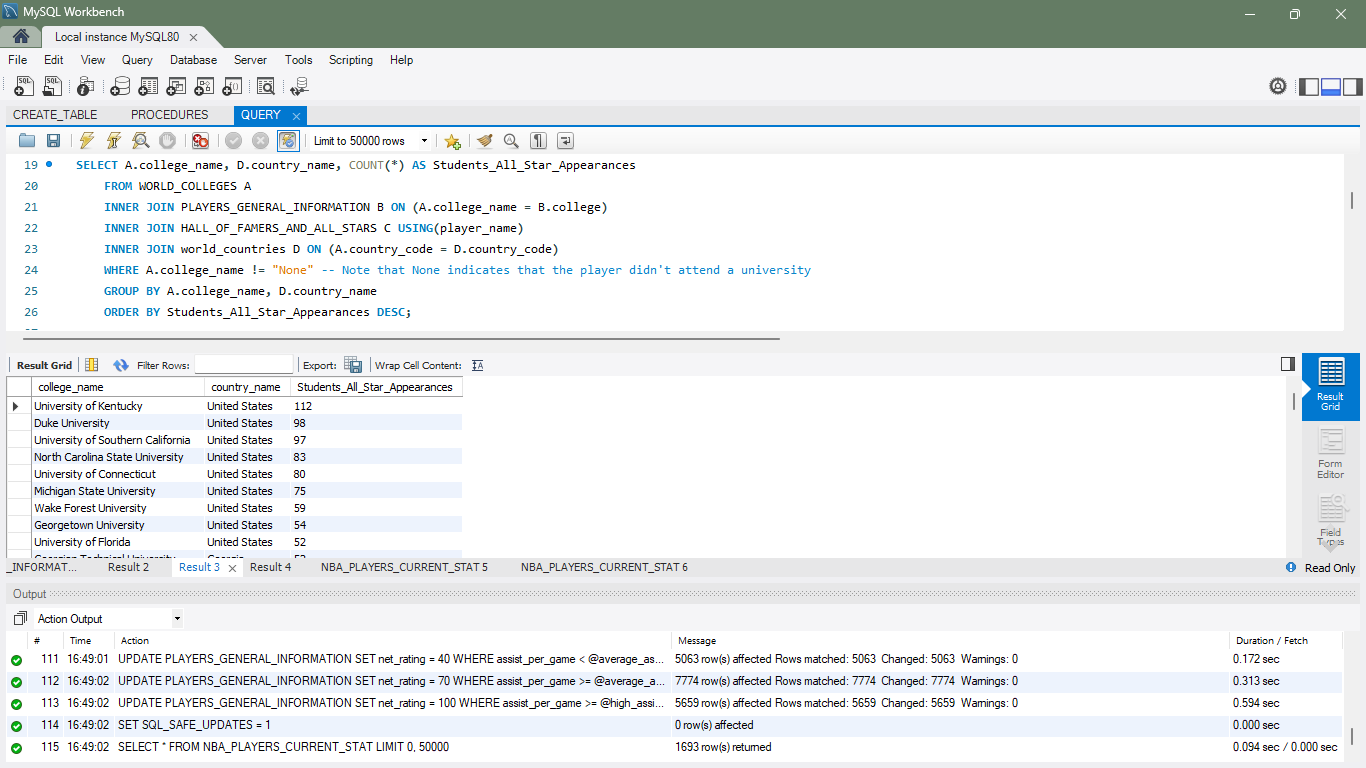 MySQL Workbench
Local instance MySQL80
File Edit View Query Database Server Tools Scripting Help
CREATE_TABLE PROCEDURES QUERY
Limit to 50000 rows
19 SELECT A.college_name, D.country_name, COUNT(*) AS Students_All_Star_Appearances
20 FROM WORLD_COLLEGES A
21 INNER JOIN PLAYERS_GENERAL_INFORMATION B ON (A.college_name = B.college)
22 INNER JOIN HALL_OF_FAMERS_AND_ALL_STARS C USING(player_name)
23 INNER JOIN world_countries D ON (A.country_code = D.country_code)
24 WHERE A.college_name != "None" -- Note that None indicates that the player didn't attend a university
25 GROUP BY A.college_name, D.country_name
26 ORDER BY Students_All_Star_Appearances DESC;
Result Grid Filter Rows: Export: Wrap Cell Content:
college_name country_name Students_All_Star_Appearances
University of Kentucky United States 112
Duke University United States 98
University of Southern California United States 97
North Carolina State University United States 83
University of Connecticut United States 80
Michigan State University United States 75
Wake Forest University United States 59
Georgetown University United States 54
University of Florida United States 52
Result
Grid
Form
Editor
Field
Types
_INFORMAT... Result 2 Result 3 Result 4 NBA_PLAYERS_CURRENT_STAT 5 NBA_PLAYERS_CURRENT_STAT 6 Read Only
Output
Action Output
# Time Action Message Duration / Fetch
111 16:49:01 UPDATE PLAYERS_GENERAL_INFORMATION SET net_rating = 40 WHERE assist_per_game < @average_as... 5063 row(s) affected Rows matched: 5063 Changed: 5063 Warnings: 0 0.172 sec
112 16:49:02 UPDATE PLAYERS_GENERAL_INFORMATION SET net_rating = 70 WHERE assist_per_game >= @average_a... 7774 row(s) affected Rows matched: 7774 Changed: 7774 Warnings: 0 0.313 sec
113 16:49:02 UPDATE PLAYERS_GENERAL_INFORMATION SET net_rating = 100 WHERE assist_per_game >= @high_assi... 5659 row(s) affected Rows matched: 5659 Changed: 5659 Warnings: 0 0.594 sec
114 16:49:02 SET SQL_SAFE_UPDATES = 1 0 row(s) affected 0.000 sec
115 16:49:02 SELECT * FROM NBA_PLAYERS_CURRENT_STAT LIMIT 0, 50000 1693 row(s) returned 0.094 sec / 0.000 sec